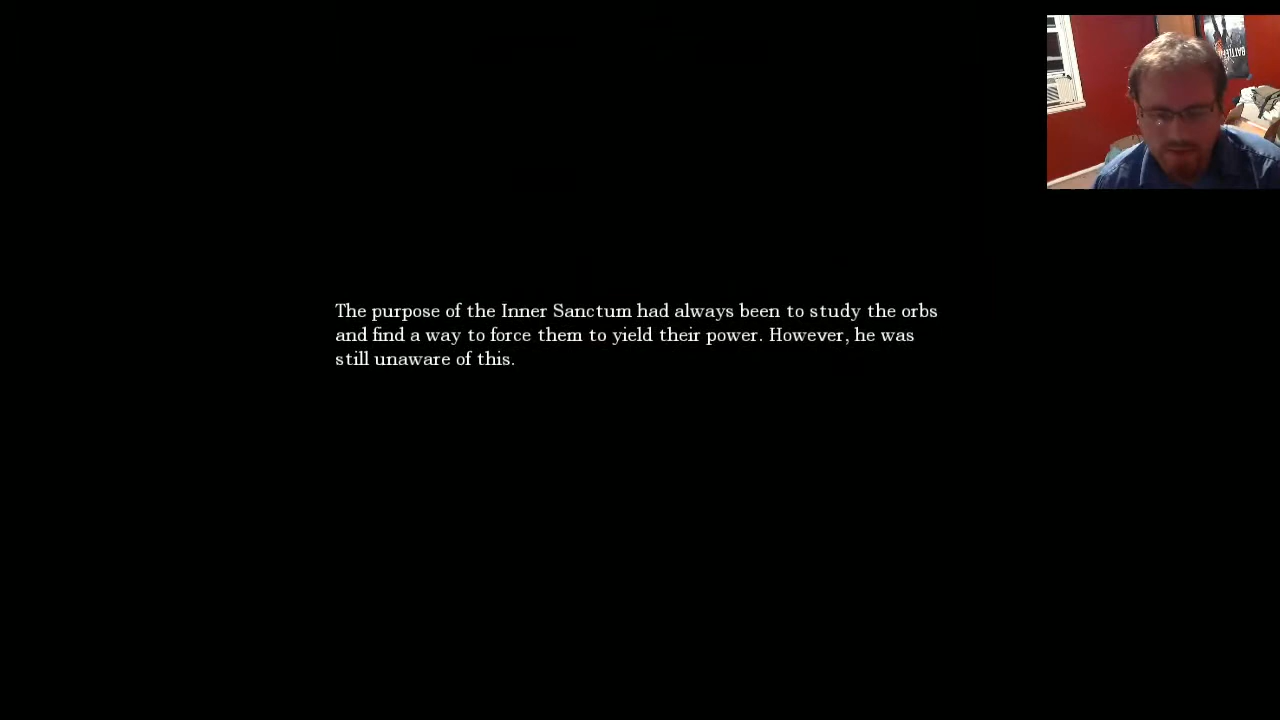 The purpose of the Inner Sanctum had always been to study the orbs
and find a way to force them to yield their power. However, he was
still unaware of this.